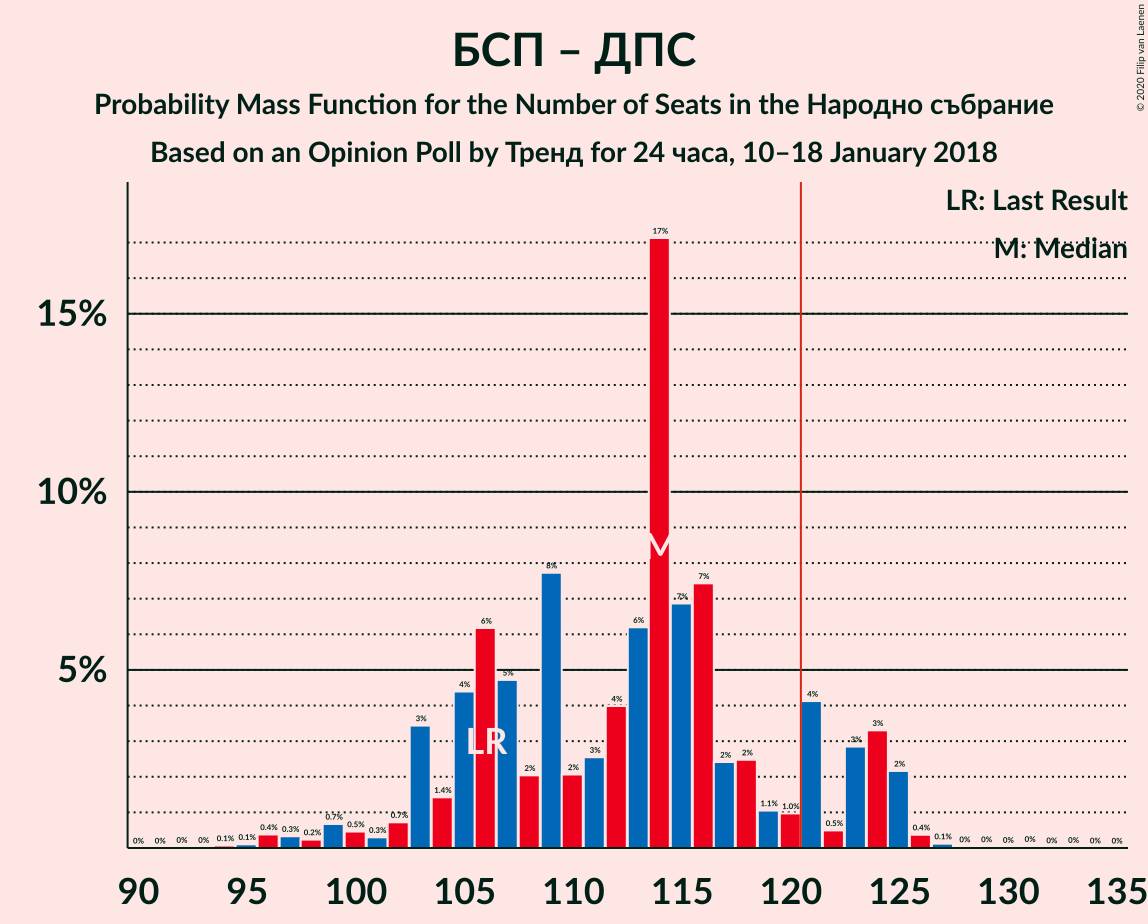 БСП – ДПС
Probability Mass Function for the Number of Seats in the Народно събрание
Based on an Opinion Poll by Тренд for 24 часа, 10–18 January 2018
© 2020 Filip van Laenen
LR: Last Result
M: Median
15%
10%
5%
0% 0% 0% 0% 0.1% 0.1% 0.4% 0.3% 0.2% 0.7% 0.5% 0.3% 0.7% 3% 1.4% 4% 6% 5% 2% 8% 2% 3% 4% 6% 17% 7% 7% 2% 2% 1.1% 1.0% 4% 0.5% 3% 3% 2% 0.4% 0.1% 0% 0% 0% 0% 0% 0% 0% 0%
LR
M
90 95 100 105 110 115 120 125 130 135